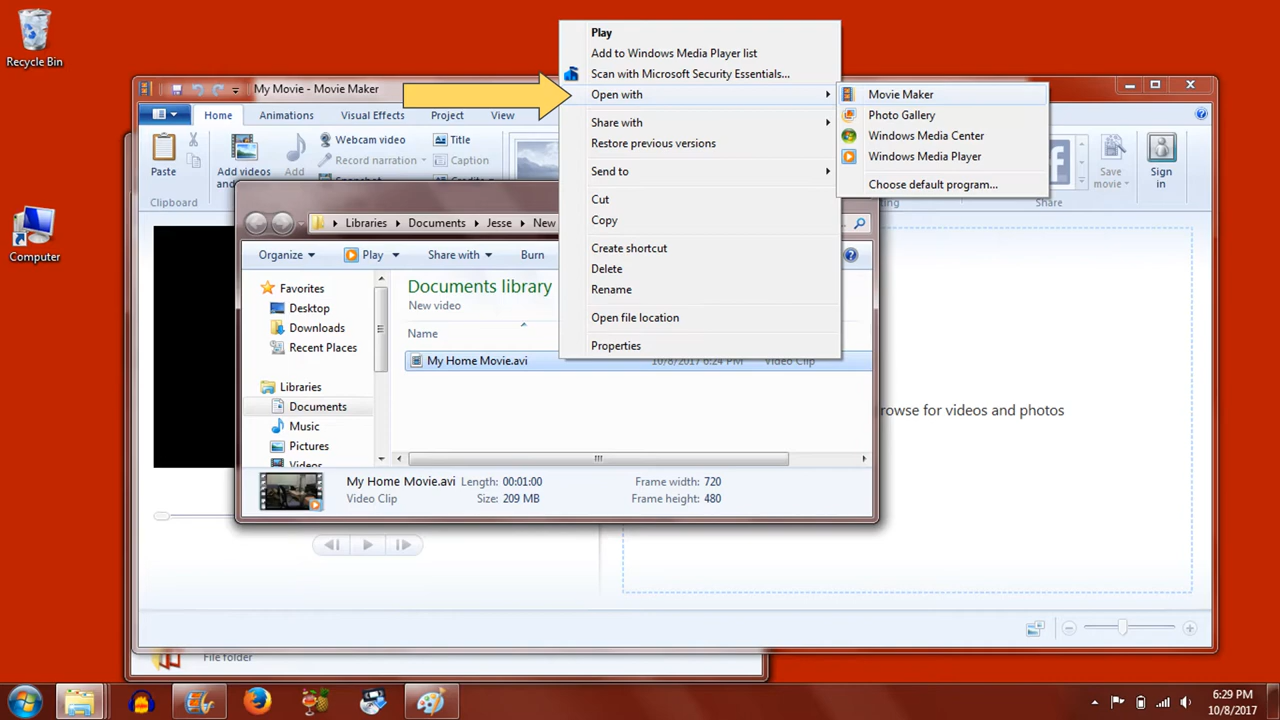 Recycle Bin
Computer
My Movie - Movie Maker
Home
Animations
Visual Effects
Project
View
Paste
Clipboard
Add videos
Add
Webcam video
Record narration
Title
Caption
Share
Save
movie
Sign
in
Play
Add to Windows Media Player list
Scan with Microsoft Security Essentials...
Open with
Share with
Restore previous versions
Send to
Cut
Copy
Create shortcut
Delete
Rename
Open file location
Properties
Movie Maker
Photo Gallery
Windows Media Center
Windows Media Player
Choose default program...
Libraries
Documents
Jesse
New
Organize
Play
Share with
Burn
Favorites
Desktop
Downloads
Recent Places
Libraries
Documents
Music
Pictures
Videos
Documents library
New video
Name
My Home Movie.avi
10/8/2017 6:24 PM
Video Clip
rowse for videos and photos
My Home Movie.avi
Video Clip
Length: 00:01:00
Size: 209 MB
Frame width: 720
Frame height: 480
File folder
6:29 PM
10/8/2017